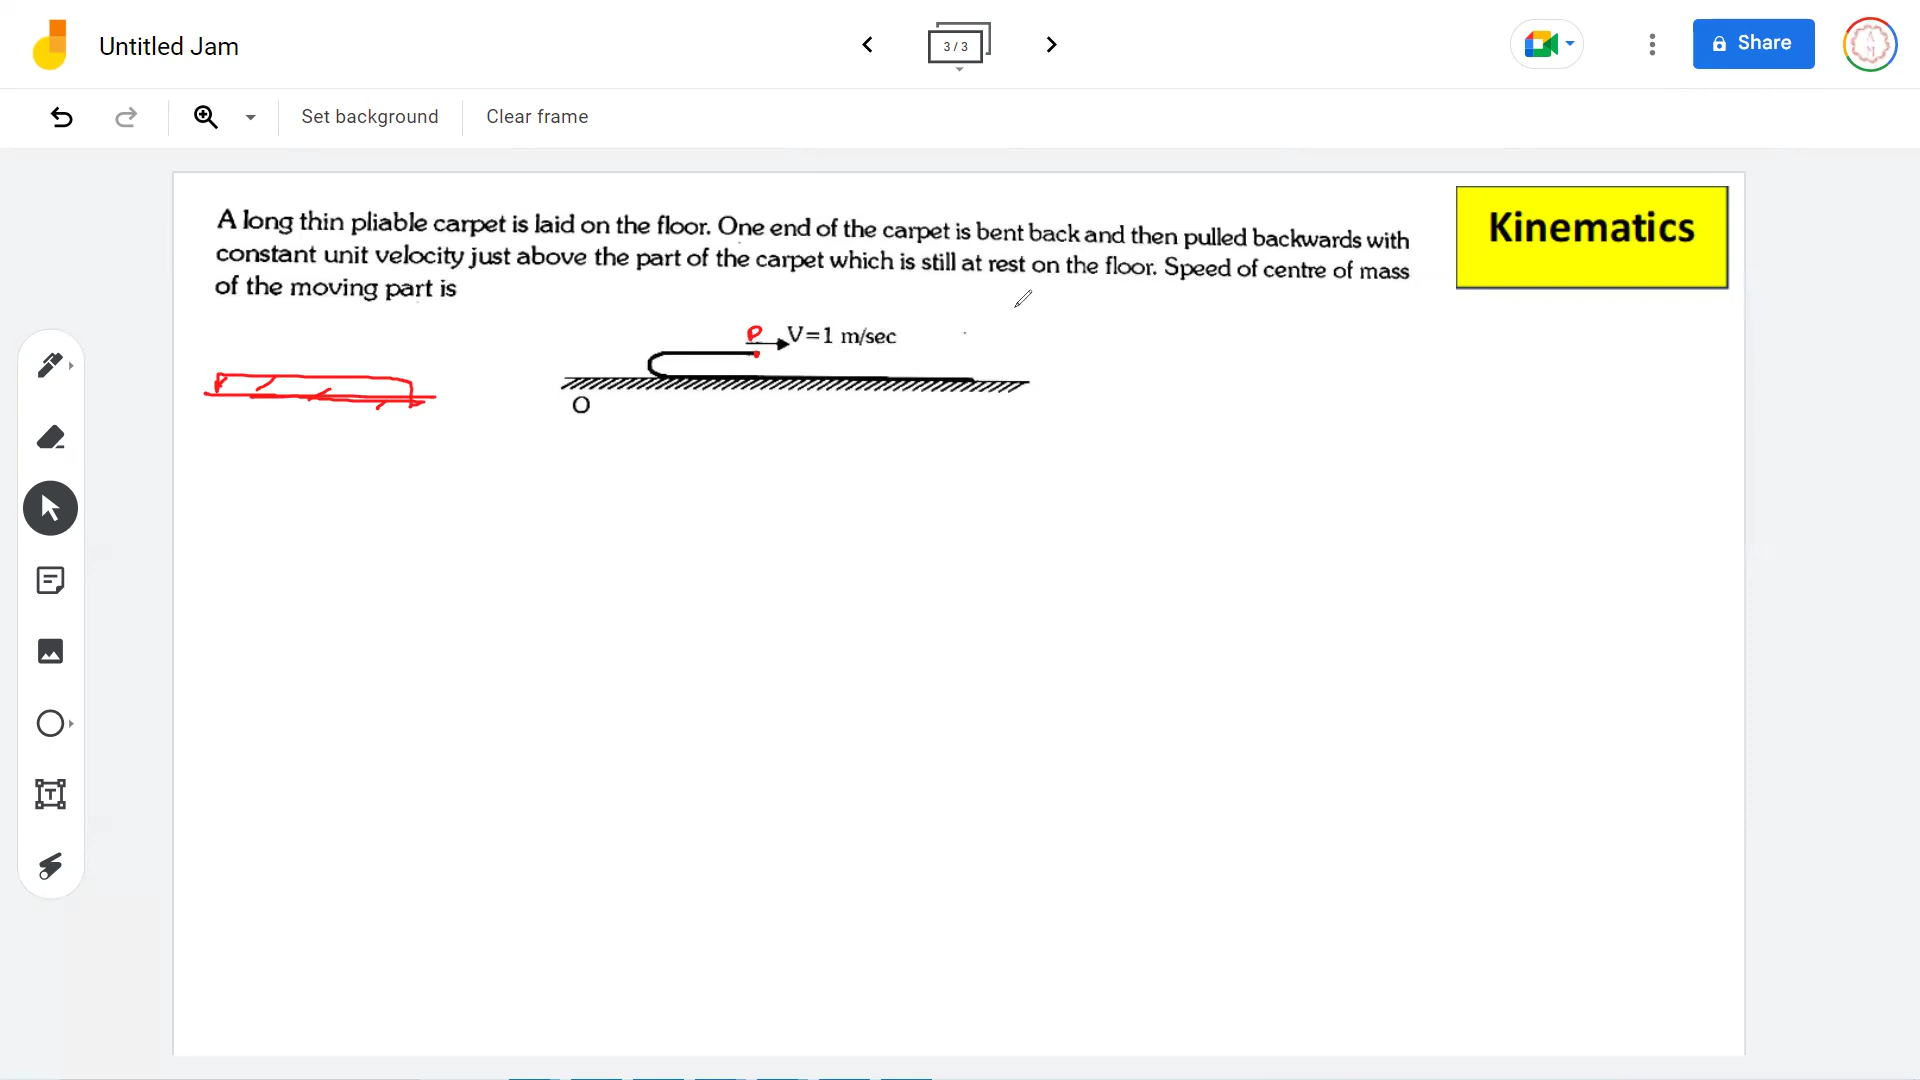 Untitled Jam
3 / 3
Share
Set background
Clear frame
A long thin pliable carpet is laid on the floor. One end of the carpet is bent back and then pulled backwards with
constant unit velocity just above the part of the carpet which is still at rest on the floor. Speed of centre of mass
of the moving part is
Kinematics
P
V=1 m/sec
O
T